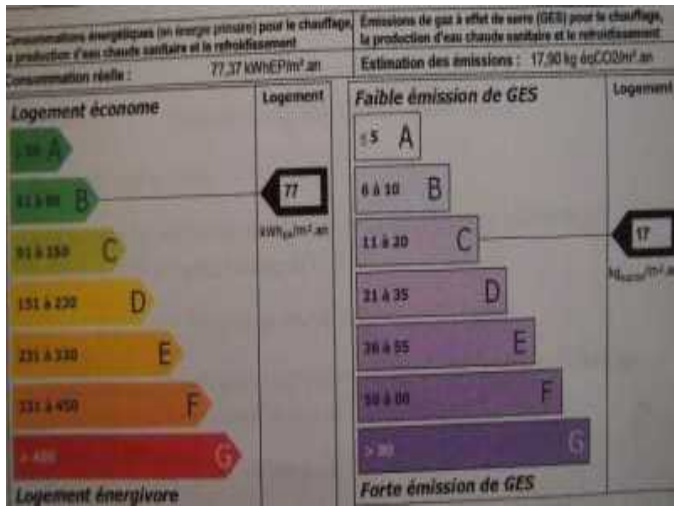 Consommations énergétiques (en énergie primaire) pour le chauffage,
la production d'eau chaude sanitaire et le refroidissement
Consommation réelle : 77,37 kWhEP/m².an
Logement économe
Logement
A
51 à 90 B
77
kWhEP/m².an
91 à 150 C
151 à 230 D
231 à 330 E
331 à 450 F
> 450 G
Logement énergivore
Émissions de gaz à effet de serre (GES) pour le chauffage,
la production d'eau chaude sanitaire et le refroidissement
Estimation des émissions : 17,90 kg éqCO2/m².an
Faible émission de GES
Logement
≤ 5 A
6 à 10 B
11 à 20 C
17
21 à 35 D
36 à 55 E
F
> 80 G
Forte émission de GES